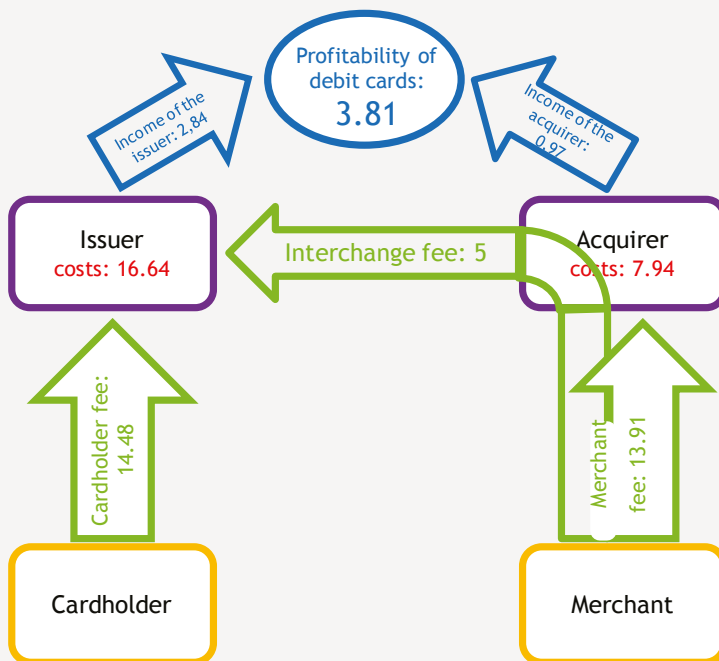 Profitability of
debit cards:
3.81
Income of the
issuer: 2,84
Income of the
acquirer:
0,97
Issuer
costs: 16.64
Interchange fee: 5
Acquirer
costs: 7.94
Cardholder fee:
14.48
Merchant
fee: 13.91
Cardholder
Merchant